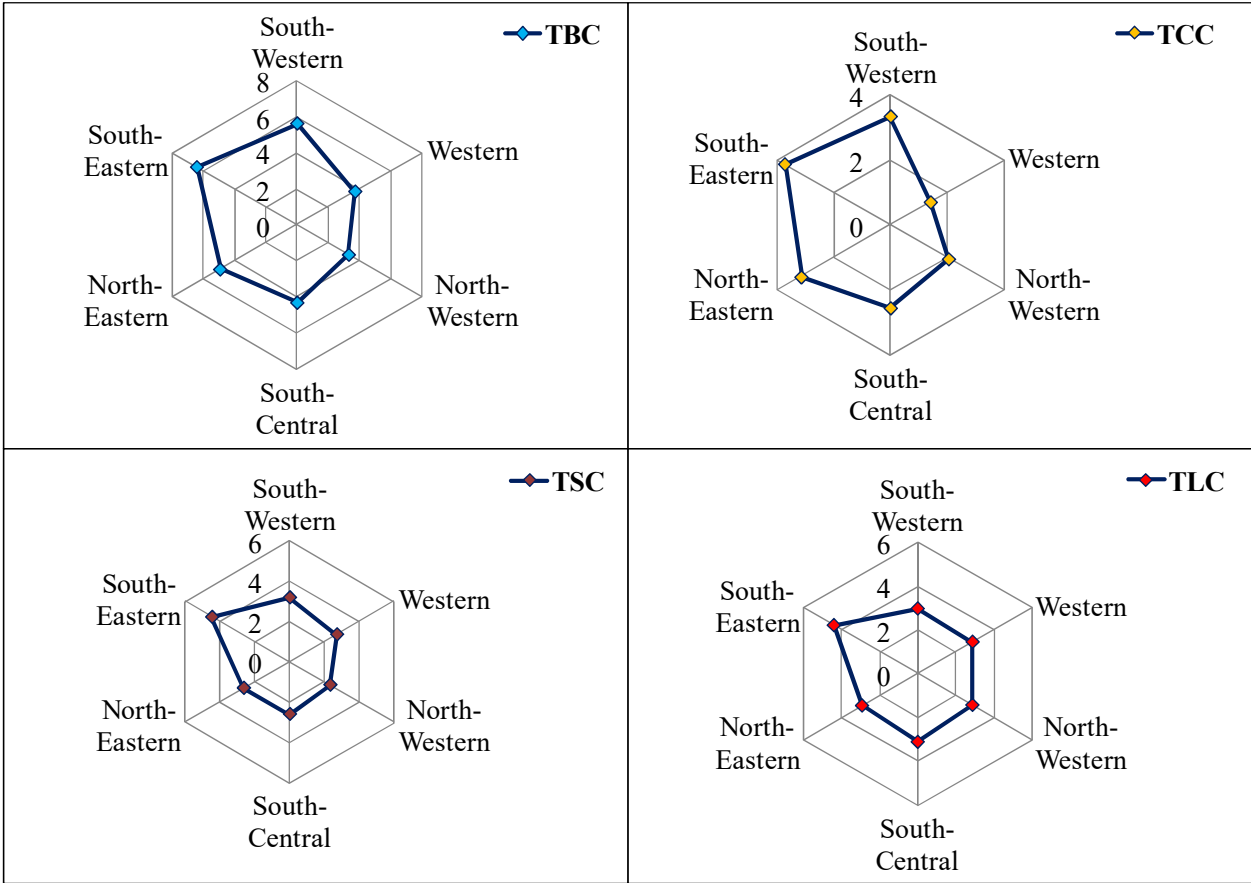 South-
Western
TBC
8
6
4
2
0
South-
Eastern
Western
North-
Eastern
North-
Western
South-
Central
South-
Western
TCC
4
2
0
South-
Eastern
Western
North-
Eastern
North-
Western
South-
Central
South-
Western
TSC
6
4
2
0
South-
Eastern
Western
North-
Eastern
North-
Western
South-
Central
South-
Western
TLC
6
4
2
0
South-
Eastern
Western
North-
Eastern
North-
Western
South-
Central